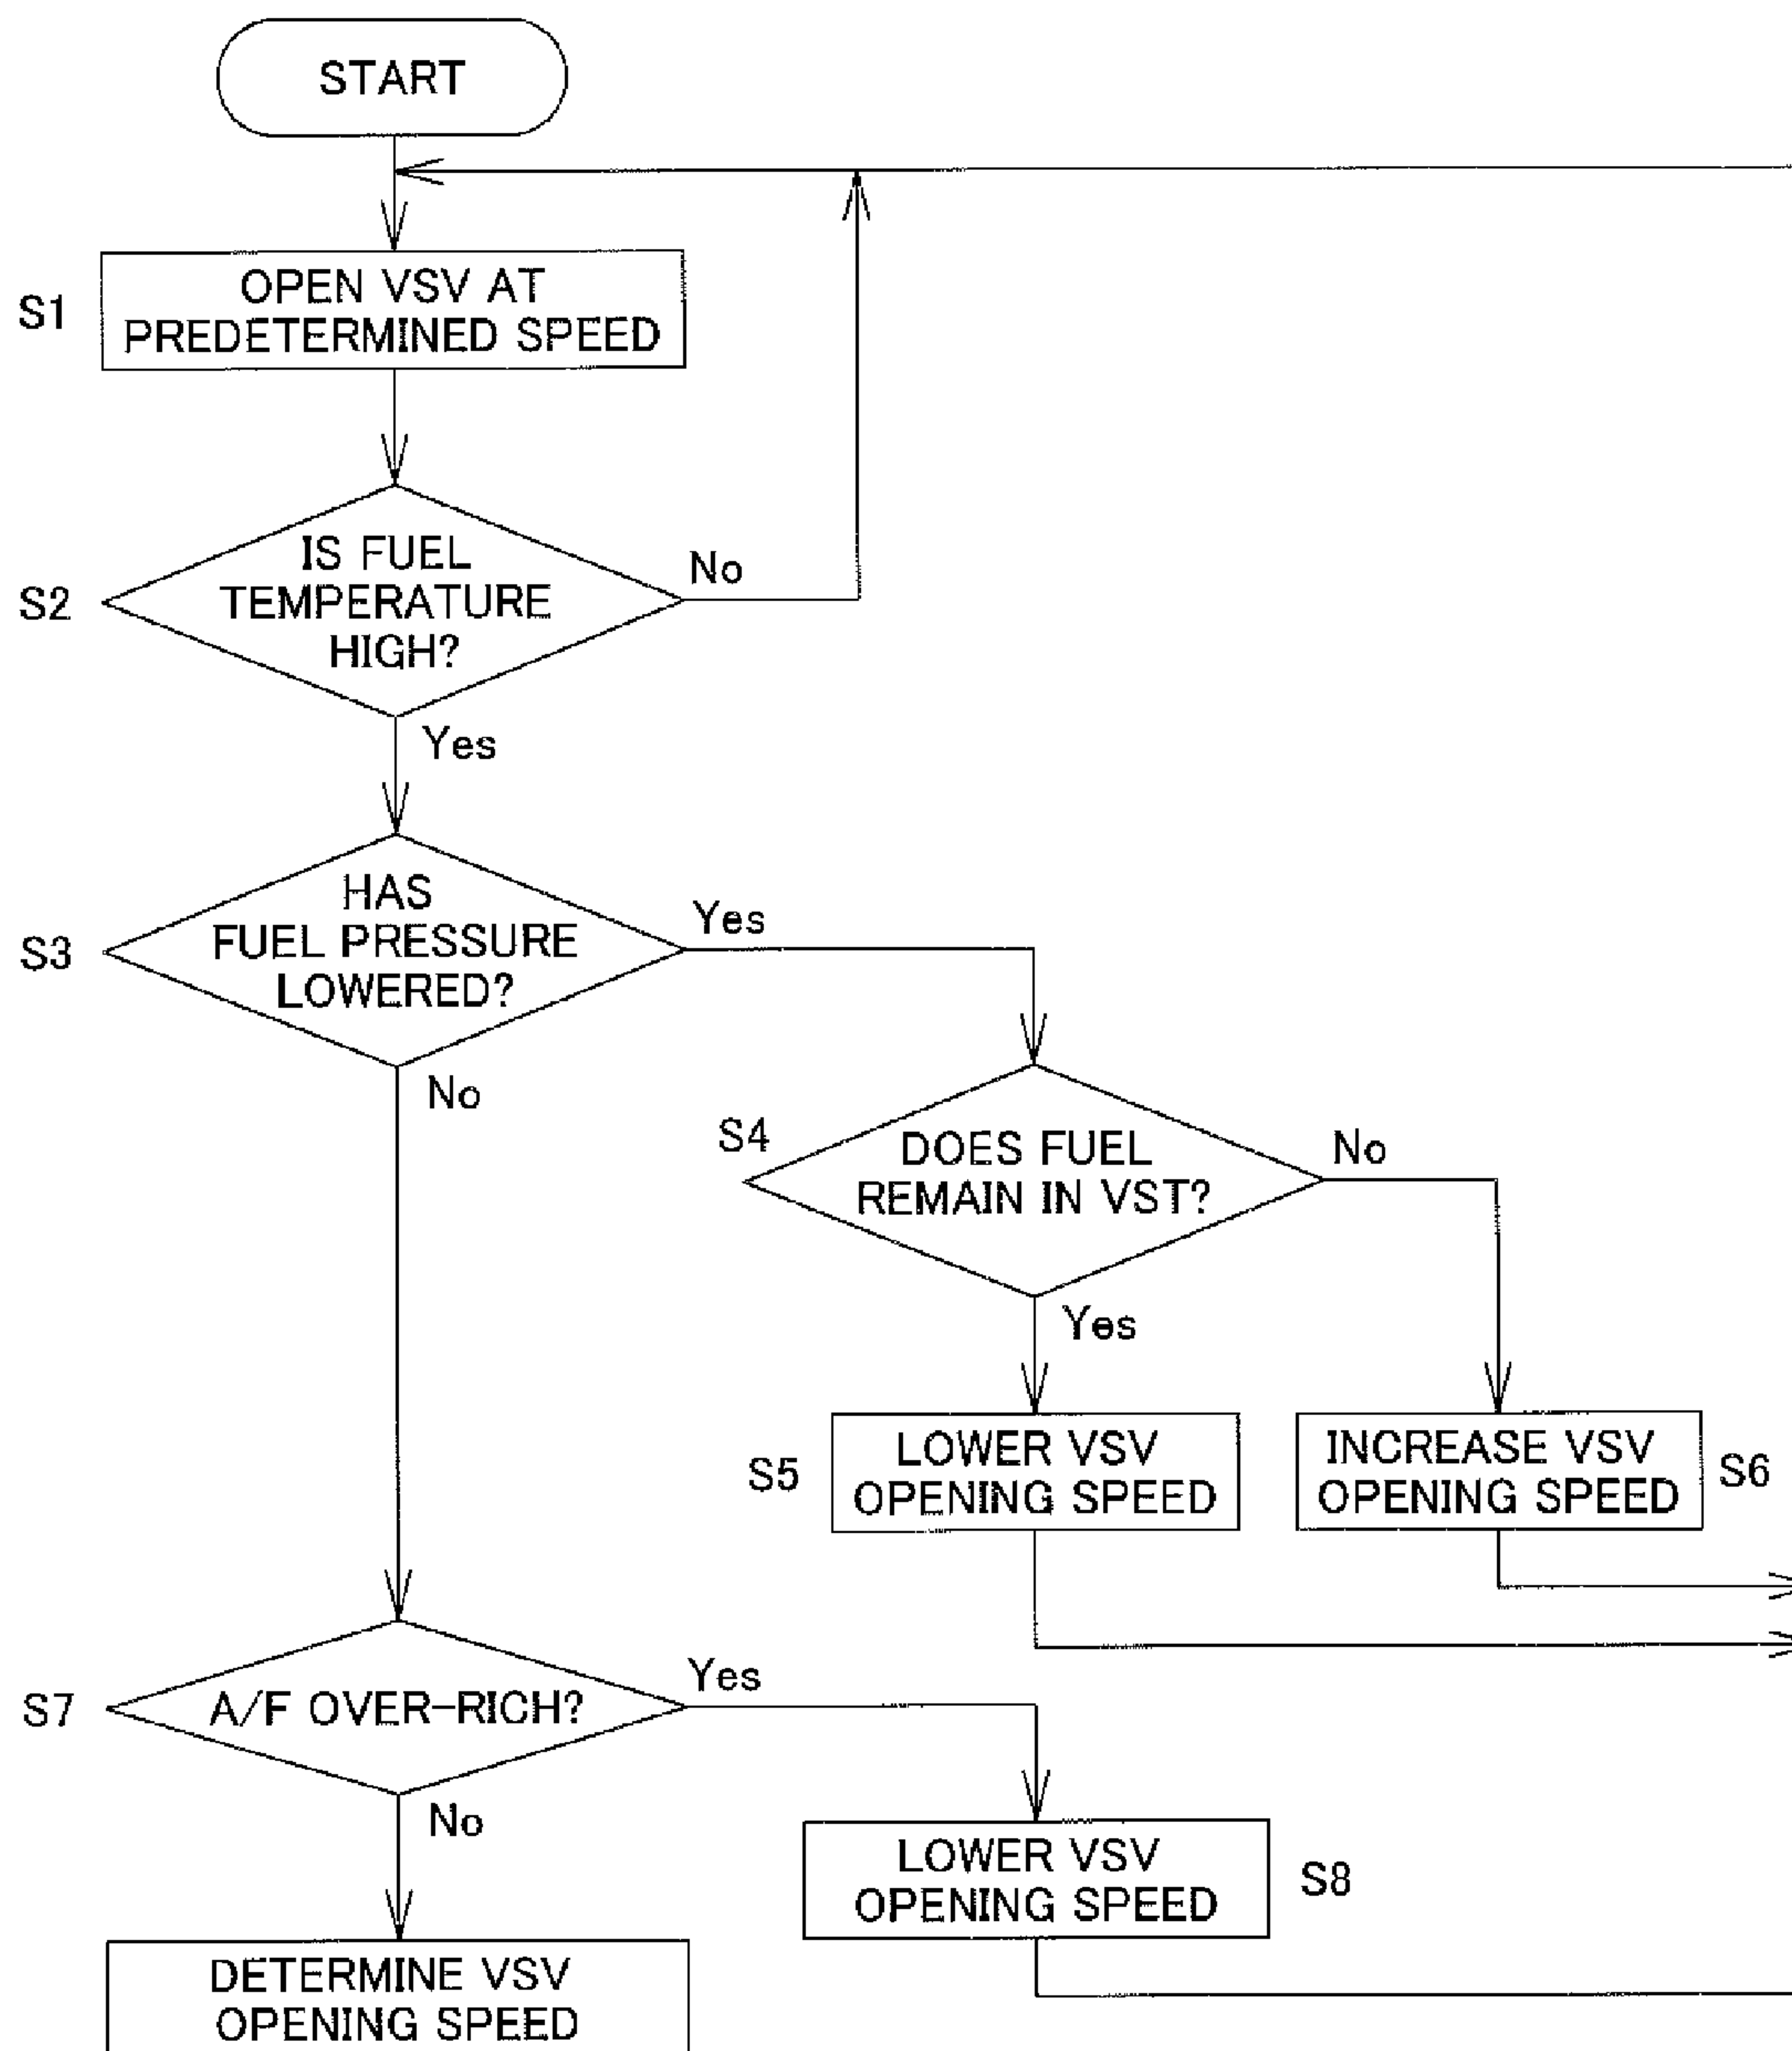 START
S1
OPEN VSV AT
PREDETERMINED SPEED
S2
IS FUEL
TEMPERATURE
HIGH?
No
Yes
S3
HAS
FUEL PRESSURE
LOWERED?
Yes
No
S4
DOES FUEL
REMAIN IN VST?
No
Yes
S5
LOWER VSV
OPENING SPEED
INCREASE VSV
OPENING SPEED
S6
S7
A/F OVER-RICH?
Yes
No
LOWER VSV
OPENING SPEED
S8
DETERMINE VSV
OPENING SPEED